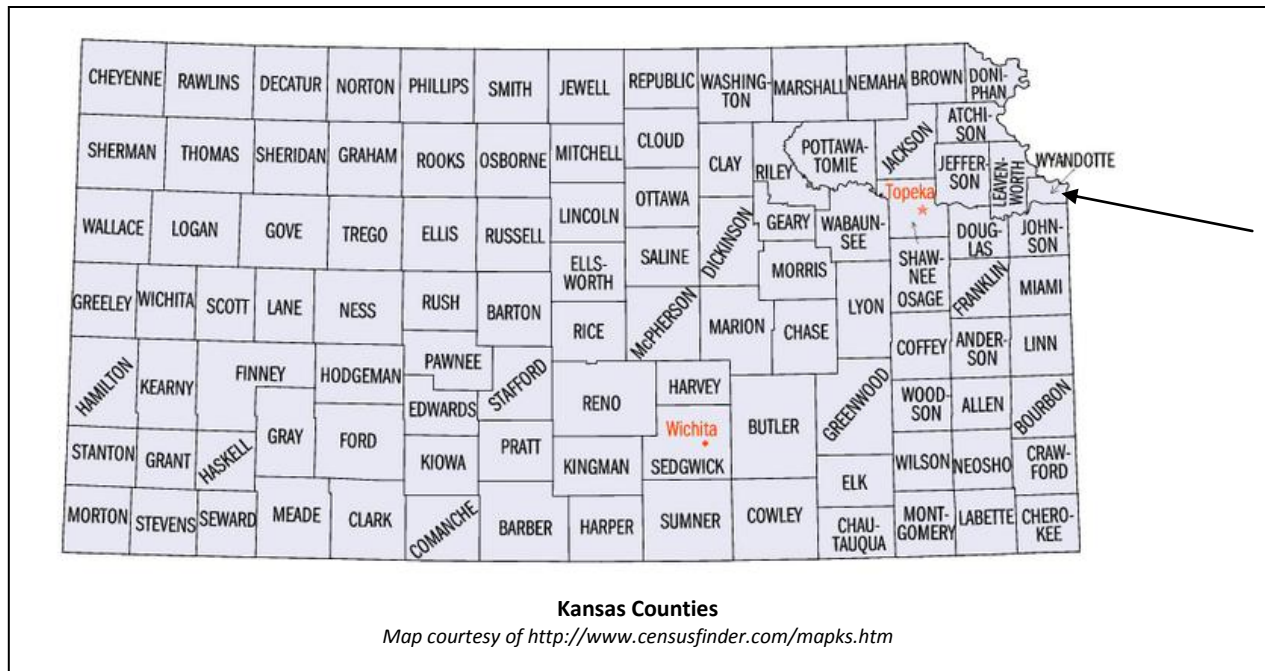 CHEYENNE RAWLINS DECATUR NORTON PHILLIPS SMITH JEWELL REPUBLIC WASHING-
TON MARSHALL NEMAHA BROWN DONI-
PHAN
ATCHI-
SON
SHERMAN THOMAS SHERIDAN GRAHAM ROOKS OSBORNE MITCHELL CLOUD CLAY RILEY POTTAWA-
TOMIE JACKSON JEFFER-
SON LEAVEN-
WORTH WYANDOTTE
Topeka
OTTAWA
LINCOLN
WALLACE LOGAN GOVE TREGO ELLIS RUSSELL SALINE DICKINSON GEARY WABAUN-
SEE SHAW-
NEE DOUG-
LAS JOHN-
SON
ELLS-
WORTH
MORRIS
GREELEY WICHITA SCOTT LANE NESS RUSH BARTON RICE McPHERSON MARION CHASE LYON OSAGE FRANKLIN MIAMI
HAMILTON KEARNY FINNEY HODGEMAN PAWNEE STAFFORD RENO HARVEY COFFEY ANDER-
SON LINN
EDWARDS
GRAY FORD
PRATT
Wichita
BUTLER GREENWOOD WOOD-
SON ALLEN BOURBON
STANTON GRANT HASKELL KIOWA KINGMAN SEDGWICK ELK WILSON NEOSHO CRAW-
FORD
MORTON STEVENS SEWARD MEADE CLARK COMANCHE BARBER HARPER SUMNER COWLEY CHAU-
TAUQUA MONT-
GOMERY LABETTE CHERO-
KEE
Kansas Counties
Map courtesy of http://www.censusfinder.com/mapks.htm